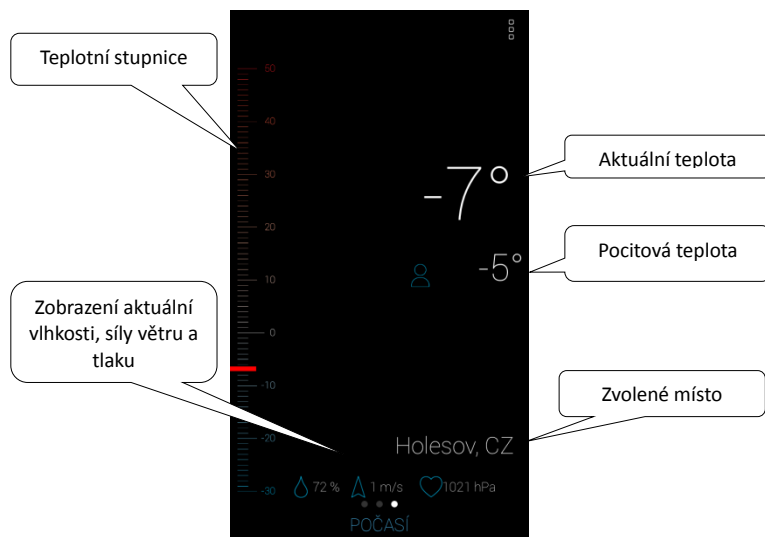 Teplotní stupnice
50
40
30
20
10
0
-10
-20
-30
-7°
Aktuální teplota
-5°
Pocitová teplota
Zobrazení aktuální
vlhkosti, síly větru a
tlaku
Zvolené místo
Holesov, CZ
72 % 1 m/s 1021 hPa
POČASÍ